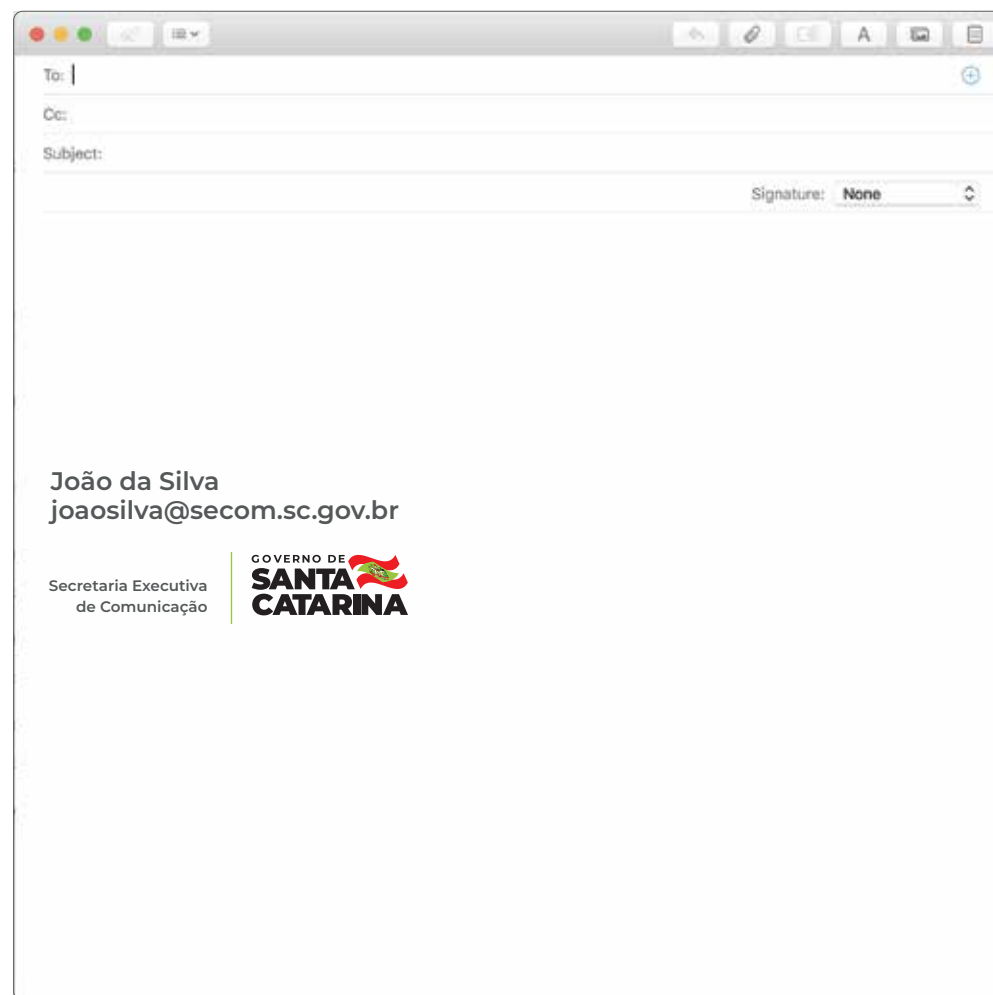 To:
Cc:
Subject:
Signature: None
João da Silva
joaosilva@secom.sc.gov.br
Secretaria Executiva
de Comunicação
GOVERNO DE
SANTA
CATARINA